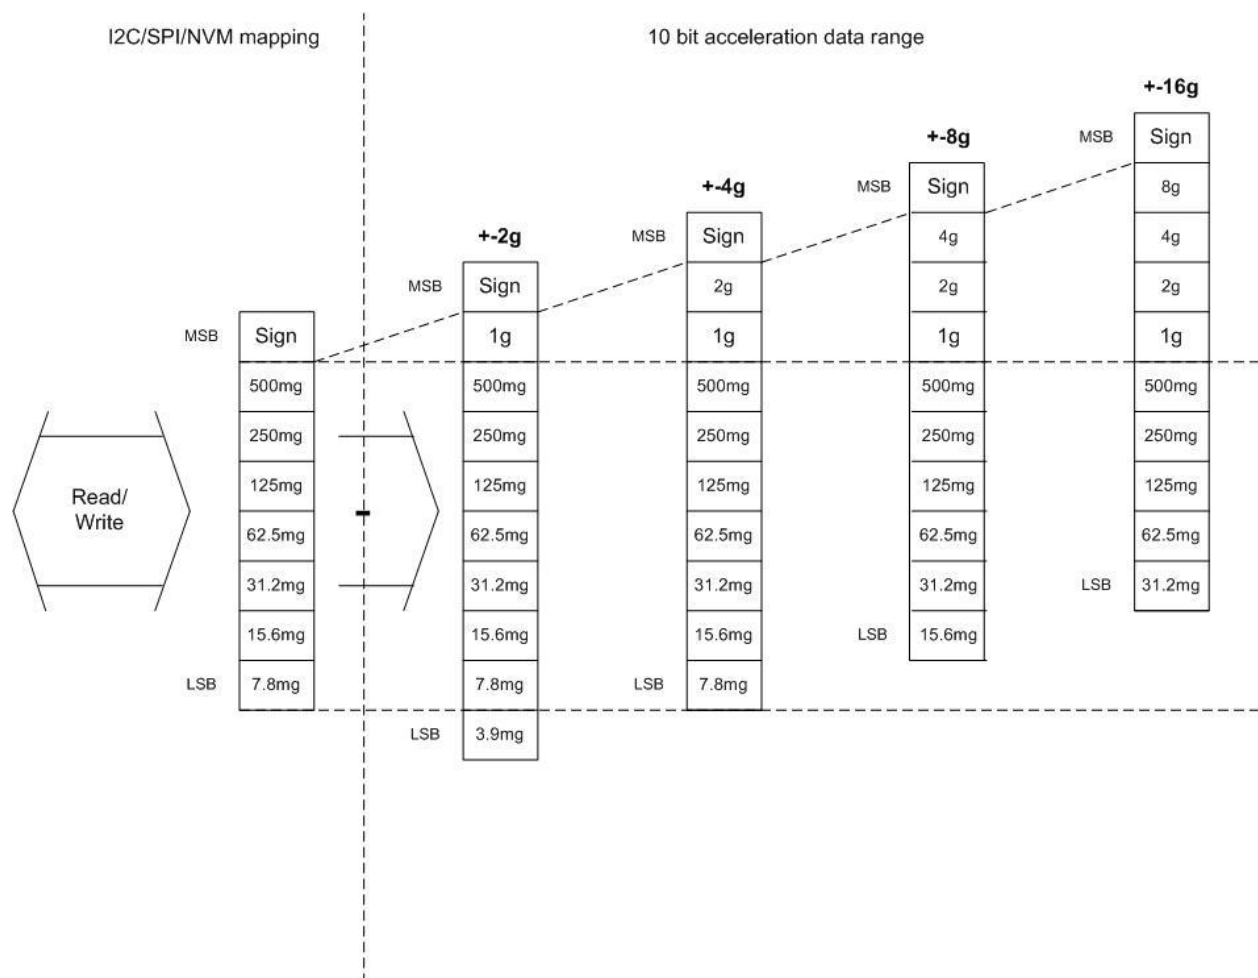 I2C/SPI/NVM mapping
10 bit acceleration data range
MSB
Sign
500mg
250mg
125mg
62.5mg
31.2mg
15.6mg
LSB
7.8mg
Read/
Write
+-2g
MSB
Sign
1g
500mg
250mg
125mg
62.5mg
31.2mg
15.6mg
7.8mg
LSB
3.9mg
+-4g
MSB
Sign
2g
1g
500mg
250mg
125mg
62.5mg
31.2mg
15.6mg
LSB
7.8mg
+-8g
MSB
Sign
4g
2g
1g
500mg
250mg
125mg
62.5mg
31.2mg
LSB
15.6mg
+-16g
MSB
Sign
8g
4g
2g
1g
500mg
250mg
125mg
62.5mg
LSB
31.2mg